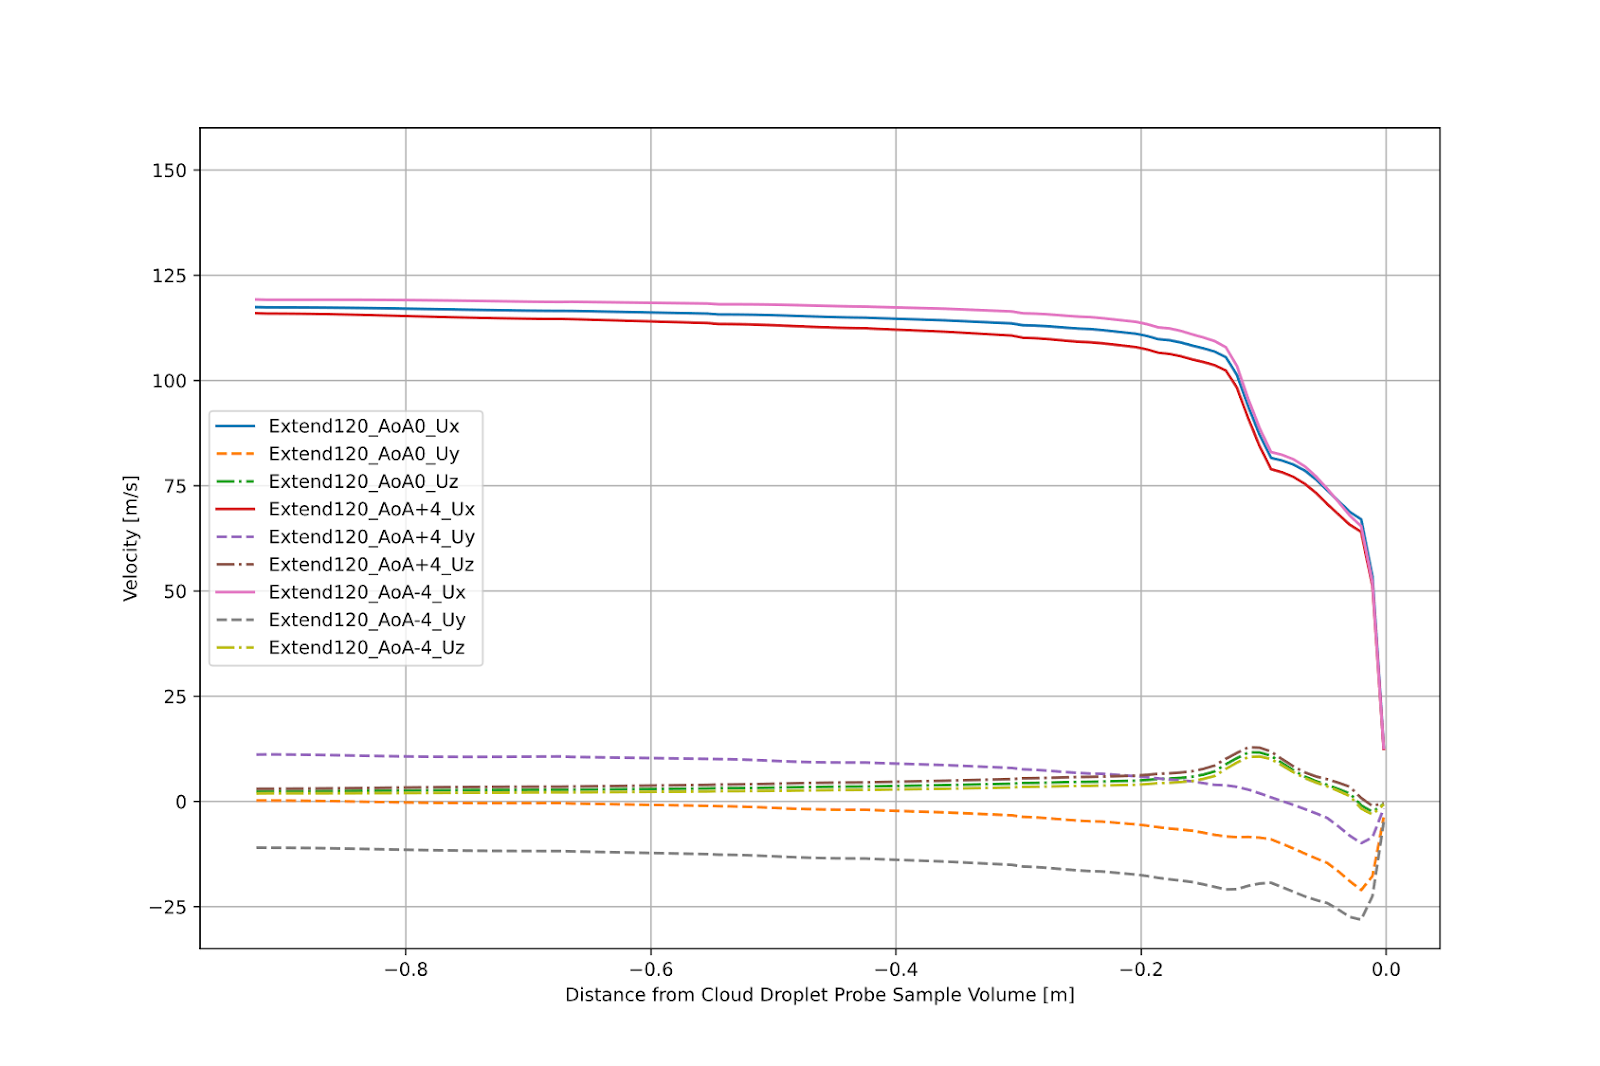 150
125
100
75
50
25
0
−25
Velocity [m/s]
Extend120_AoA0_Ux
Extend120_AoA0_Uy
Extend120_AoA0_Uz
Extend120_AoA+4_Ux
Extend120_AoA+4_Uy
Extend120_AoA+4_Uz
Extend120_AoA-4_Ux
Extend120_AoA-4_Uy
Extend120_AoA-4_Uz
−0.8 −0.6 −0.4 −0.2 0.0
Distance from Cloud Droplet Probe Sample Volume [m]